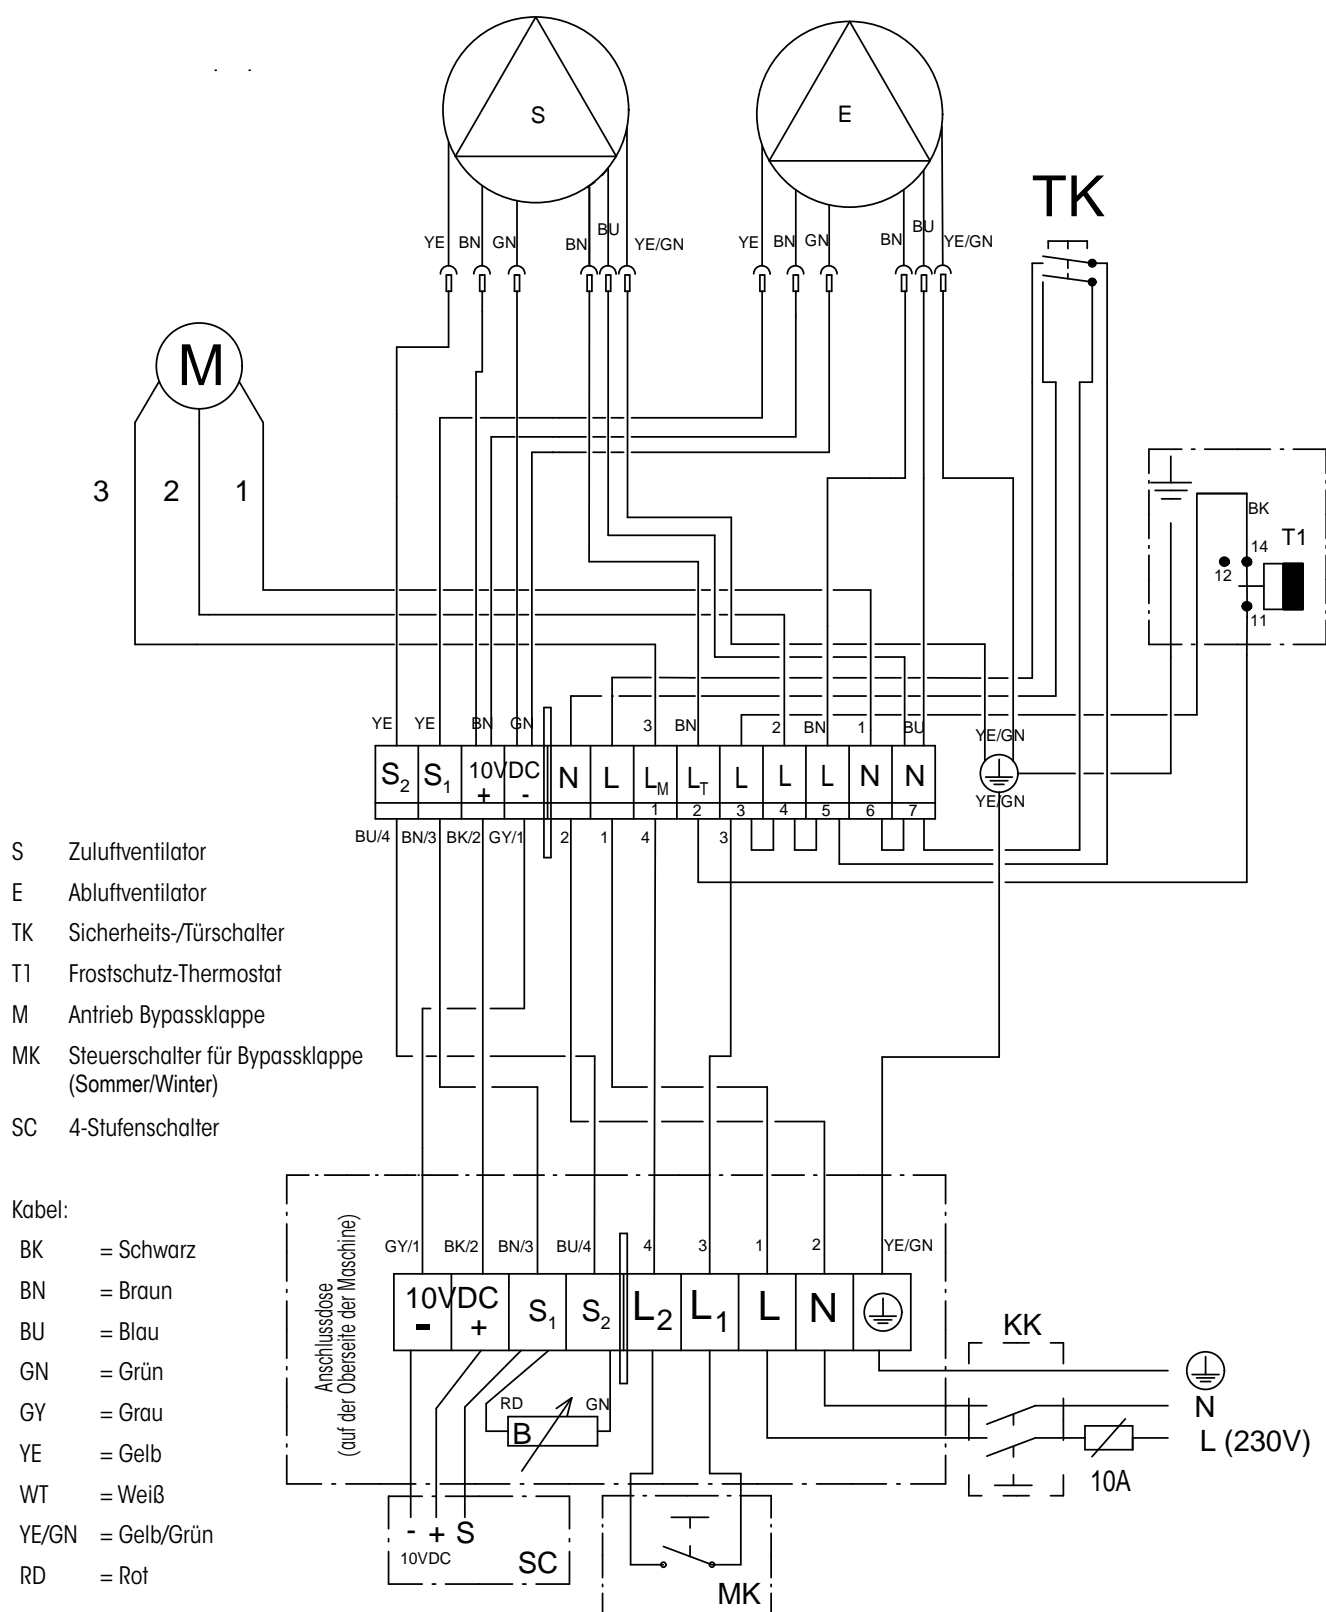 S
E
TK
YE BN GN BN BU YE/GN
YE BN GN BN BU YE/GN
M
3 2 1
BK
T1
14
12
11
YE YE BN GN 3 BN 2 BN 1 BU YE/GN
S2 S1 10VDC + - N L LM LT L L L N N
1 2 3 4 5 6 7
YE/GN
BU/4 BN/3 BK/2 GY/1 2 1 4 3
S Zuluftventilator
E Abluftventilator
TK Sicherheits-/Türschalter
T1 Frostschutz-Thermostat
M Antrieb Bypassklappe
MK Steuerschalter für Bypassklappe
(Sommer/Winter)
SC 4-Stufenschalter
Kabel:
BK = Schwarz
BN = Braun
BU = Blau
GN = Grün
GY = Grau
YE = Gelb
WT = Weiß
YE/GN = Gelb/Grün
RD = Rot
Anschlussdose
(auf der Oberseite der Maschine)
GY/1 BK/2 BN/3 BU/4 4 3 1 2 YE/GN
10VDC - + S1 S2 L2 L1 L N
RD GN
B
KK
N
L (230V)
10A
- + S
10VDC
SC
MK